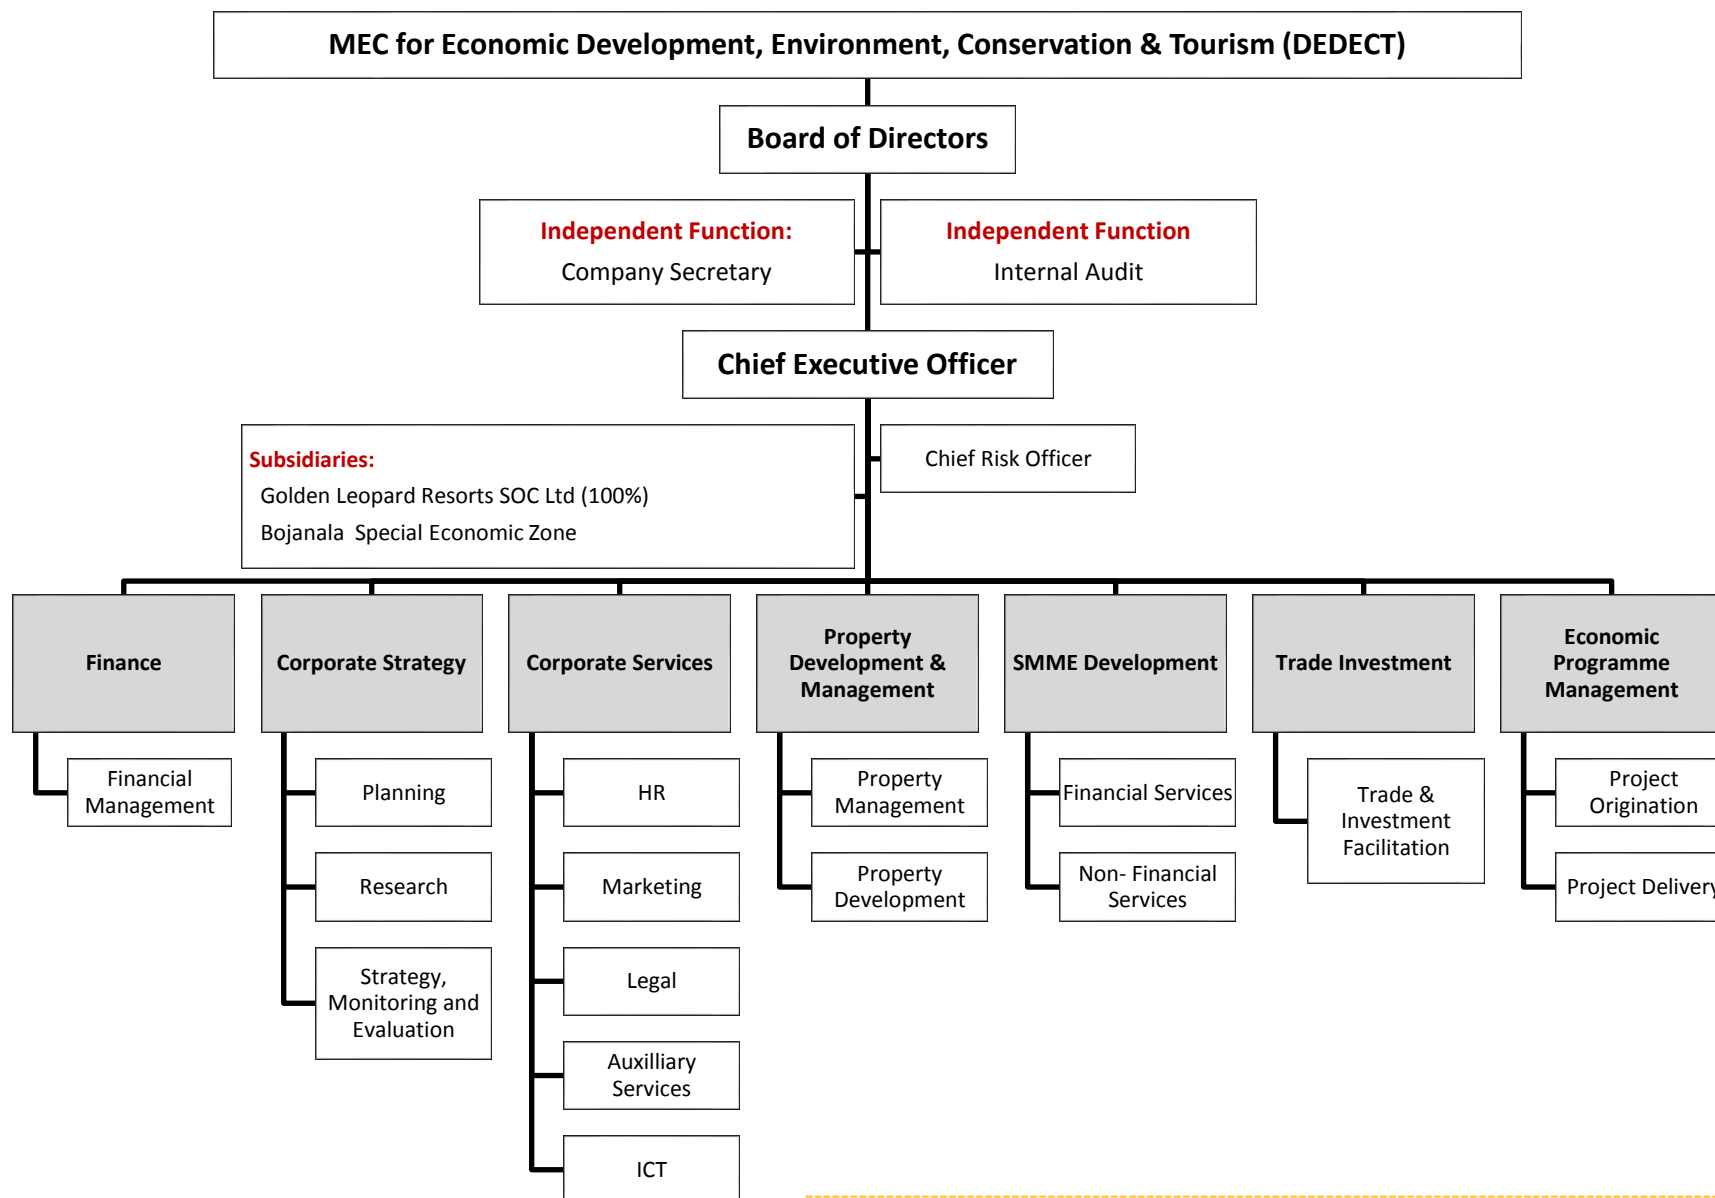 MEC for Economic Development, Environment, Conservation & Tourism (DEDECT)
Board of Directors
Independent Function:
Company Secretary
Independent Function
Internal Audit
Chief Executive Officer
Subsidiaries:
Golden Leopard Resorts SOC Ltd (100%)
Bojanala Special Economic Zone
Chief Risk Officer
Finance
Financial
Management
Corporate Strategy
Planning
Research
Strategy,
Monitoring and
Evaluation
Corporate Services
HR
Marketing
Legal
Auxilliary
Services
ICT
Property
Development &
Management
Property
Management
Property
Development
SMME Development
Financial Services
Non- Financial
Services
Trade Investment
Trade &
Investment
Facilitation
Economic
Programme
Management
Project
Origination
Project Delivery